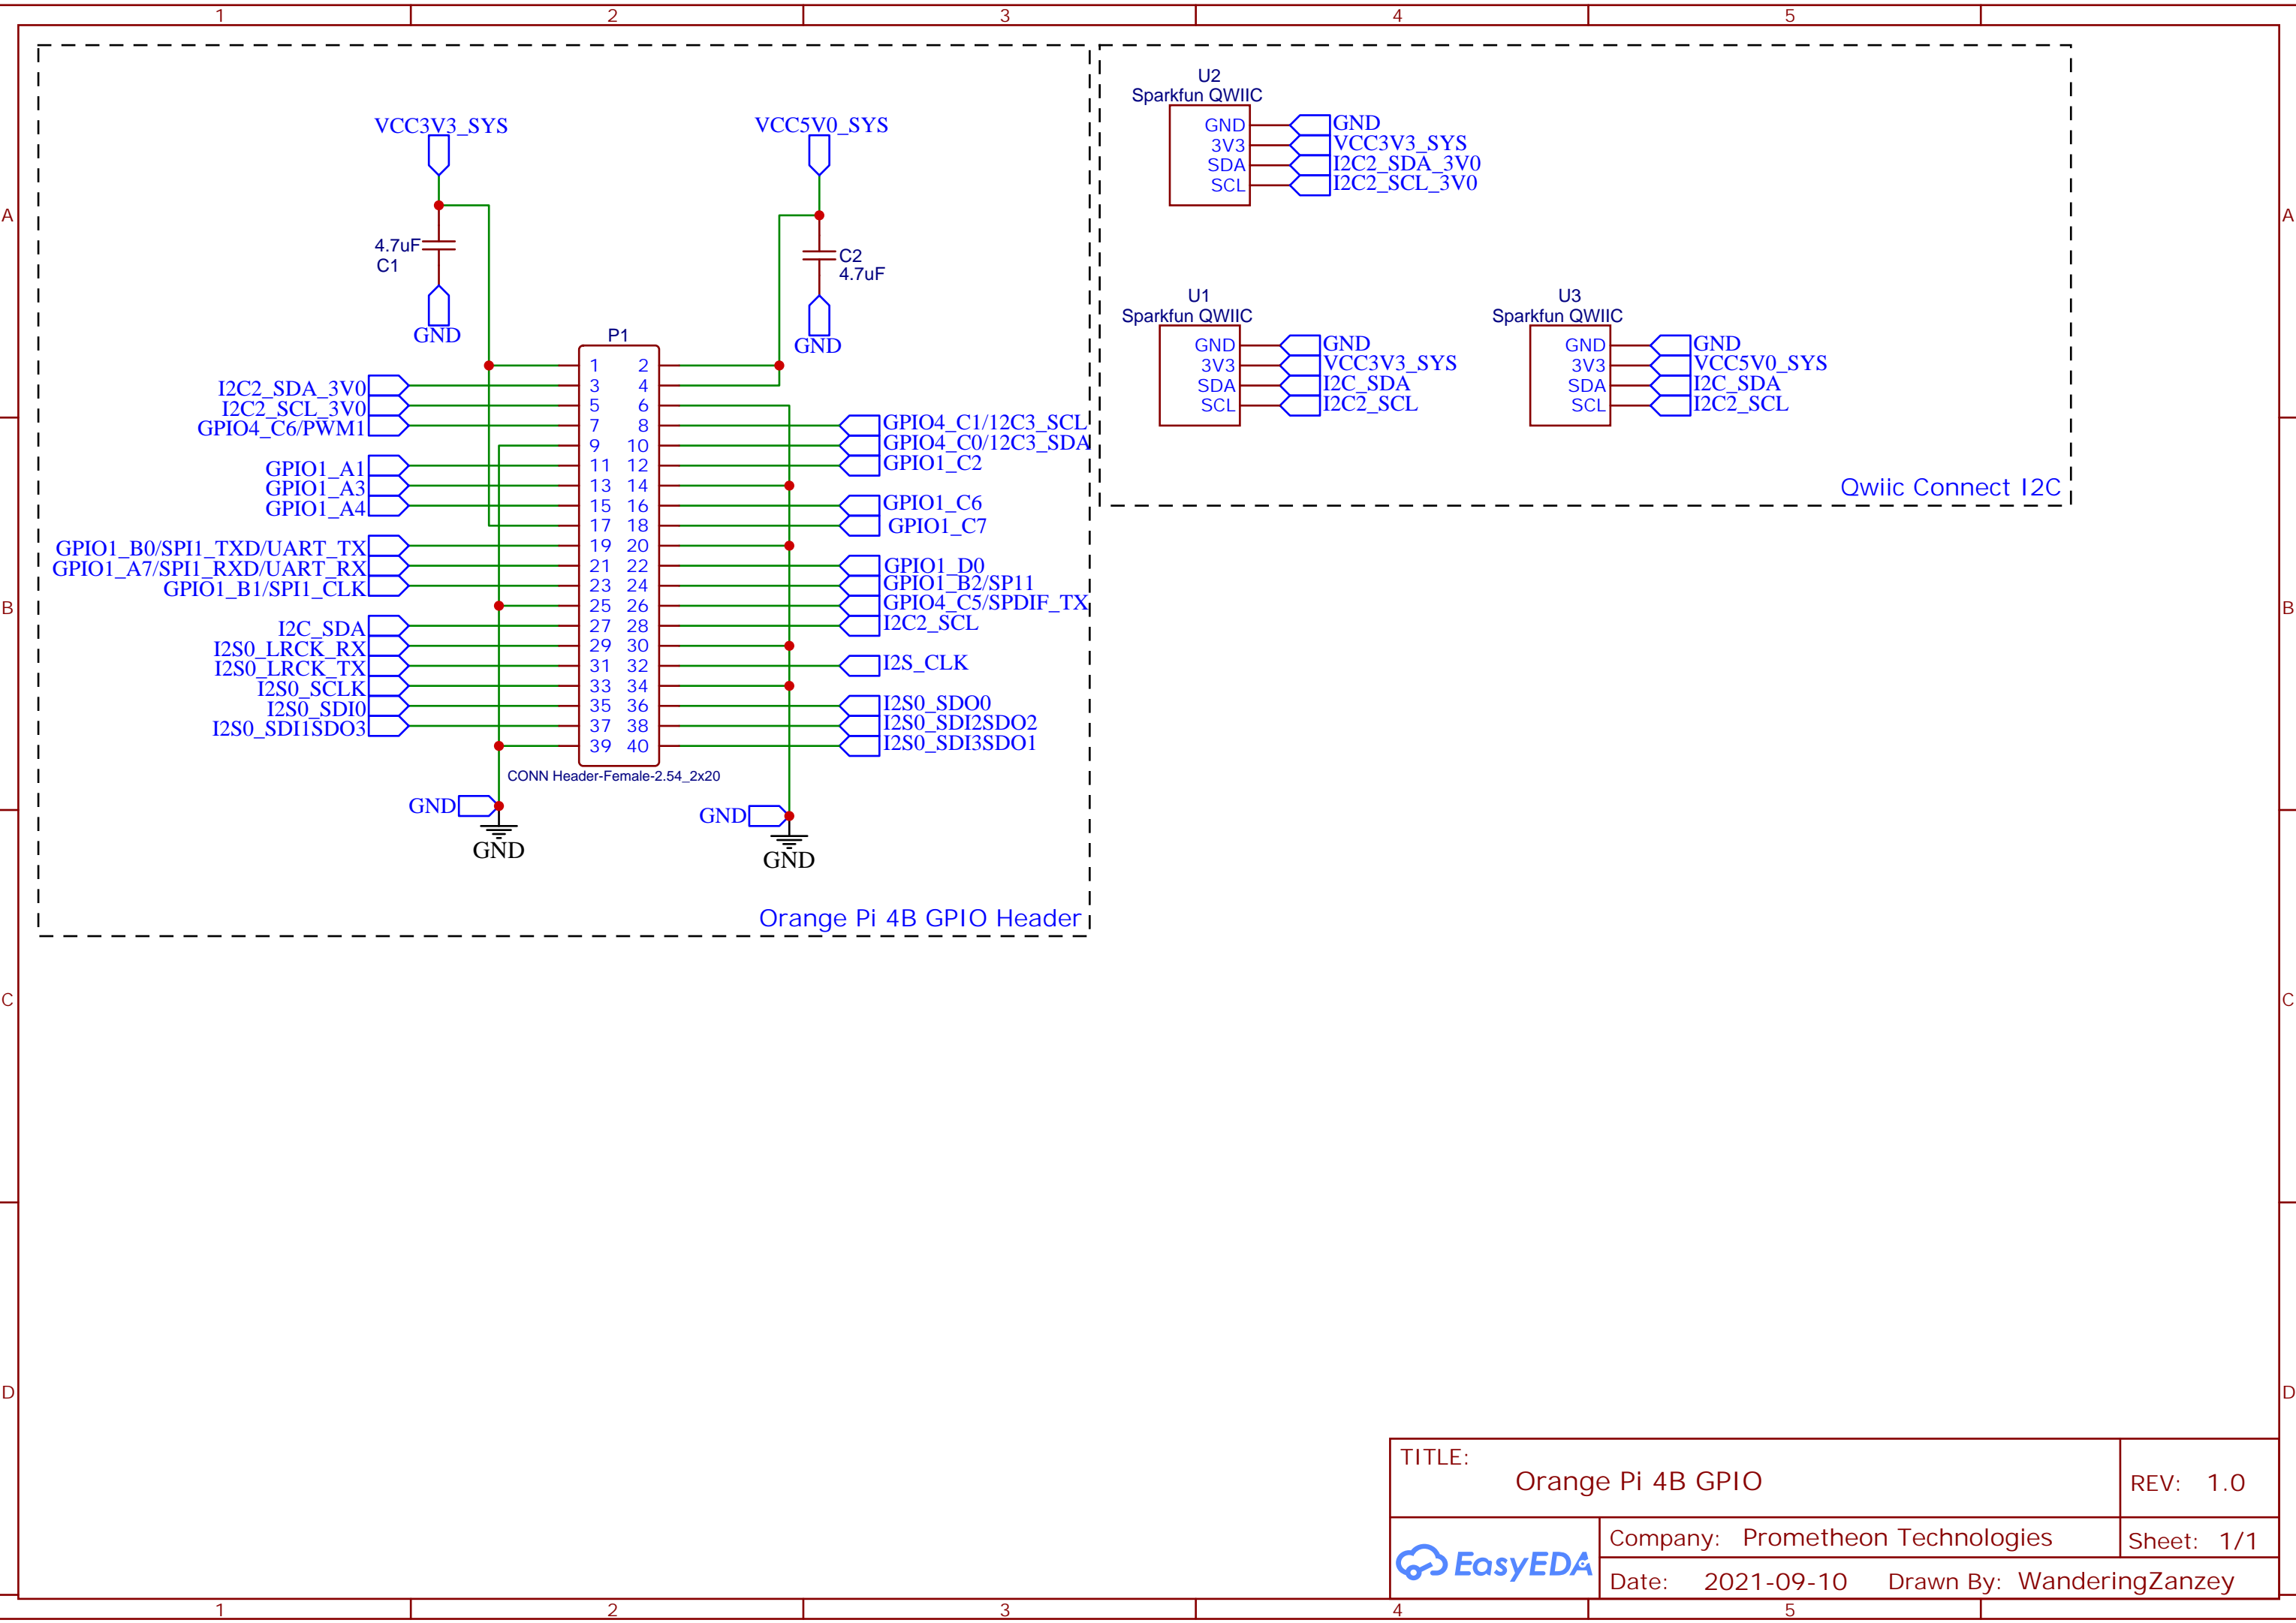 1 2 3 4 5
A
B
C
D
A
B
C
D
VCC3V3_SYS
4.7uF
C1
GND
VCC5V0_SYS
C2
4.7uF
GND
P1
1 2
3 4
5 6
7 8
9 10
11 12
13 14
15 16
17 18
19 20
21 22
23 24
25 26
27 28
29 30
31 32
33 34
35 36
37 38
39 40
CONN Header-Female-2.54_2x20
I2C2_SDA_3V0
I2C2_SCL_3V0
GPIO4_C6/PWM1
GPIO1_A1
GPIO1_A3
GPIO1_A4
GPIO1_B0/SPI1_TXD/UART_TX
GPIO1_A7/SPI1_RXD/UART_RX
GPIO1_B1/SPI1_CLK
I2C_SDA
I2S0_LRCK_RX
I2S0_LRCK_TX
I2S0_SCLK
I2S0_SDI0
I2S0_SDI1SDO3
GPIO4_C1/12C3_SCL
GPIO4_C0/12C3_SDA
GPIO1_C2
GPIO1_C6
GPIO1_C7
GPIO1_D0
GPIO1_B2/SP11
GPIO4_C5/SPDIF_TX
I2C2_SCL
I2S_CLK
I2S0_SDO0
I2S0_SDI2SDO2
I2S0_SDI3SDO1
GND
GND
GND
GND
Orange Pi 4B GPIO Header
U2
Sparkfun QWIIC
GND GND
3V3 VCC3V3_SYS
SDA I2C2_SDA_3V0
SCL I2C2_SCL_3V0
U1
Sparkfun QWIIC
GND GND
3V3 VCC3V3_SYS
SDA I2C_SDA
SCL I2C2_SCL
U3
Sparkfun QWIIC
GND GND
3V3 VCC5V0_SYS
SDA I2C_SDA
SCL I2C2_SCL
Qwiic Connect I2C
TITLE:
Orange Pi 4B GPIO
REV: 1.0
EasyEDA
Company: Prometheon Technologies
Sheet: 1/1
Date: 2021-09-10 Drawn By: WanderingZanzey
1 2 3 4 5